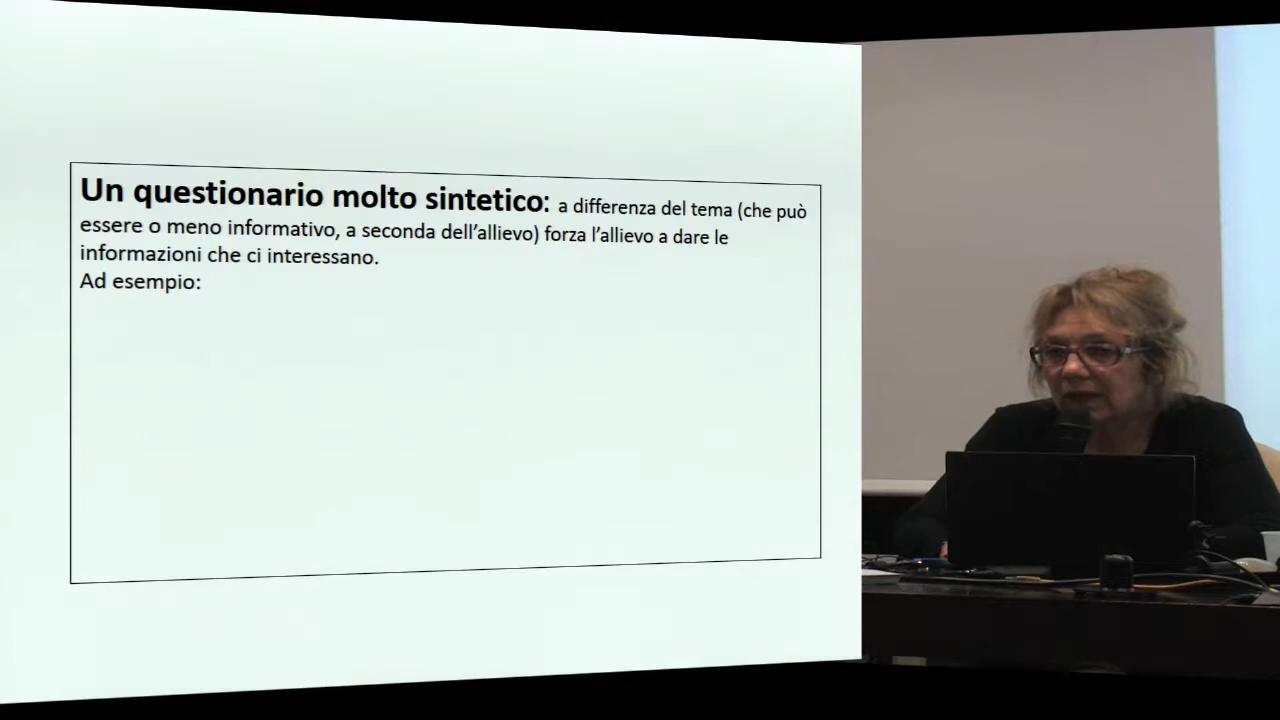 Un questionario molto sintetico: a differenza del tema (che può
essere o meno informativo, a seconda dell’allievo) forza l’allievo a dare le
informazioni che ci interessano.
Ad esempio: